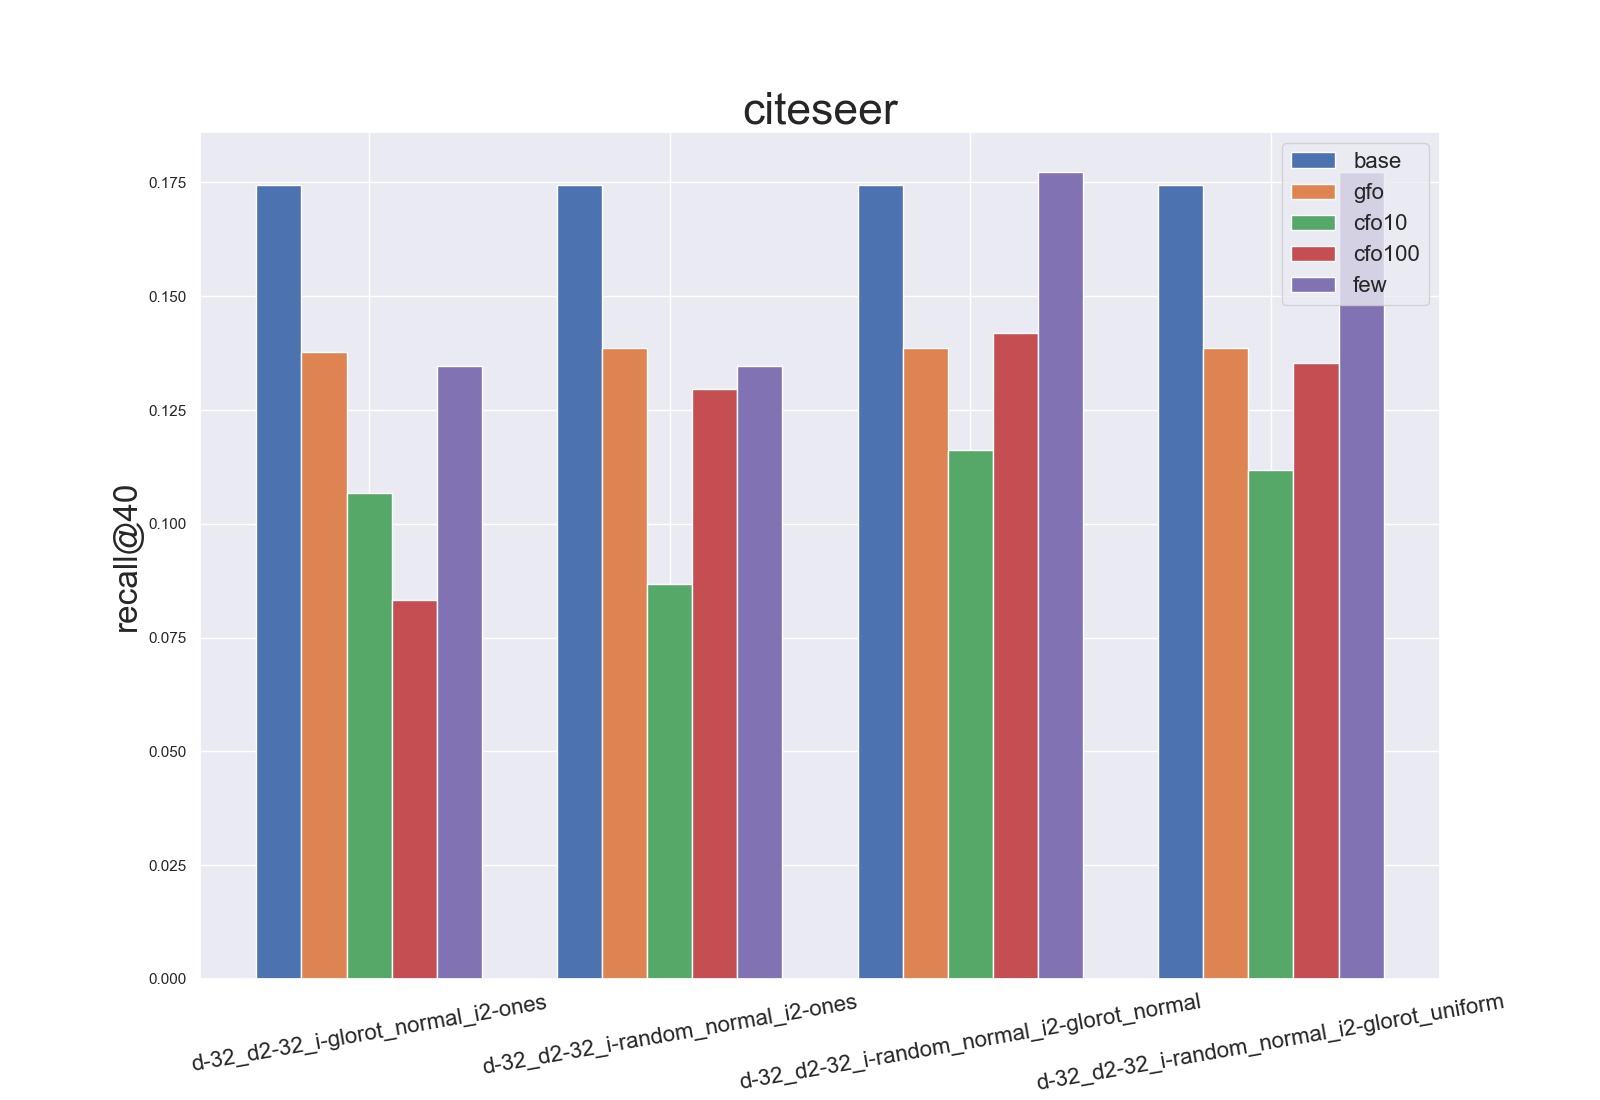 citeseer
base
gfo
cfo10
cfo100
few
recall@40
0.175
0.150
0.125
0.100
0.075
0.050
0.025
0.000
d-32_d2-32_i-glorot_normal_i2-ones
d-32_d2-32_i-random_normal_i2-ones
d-32_d2-32_i-random_normal_i2-glorot_normal
d-32_d2-32_i-random_normal_i2-glorot_uniform